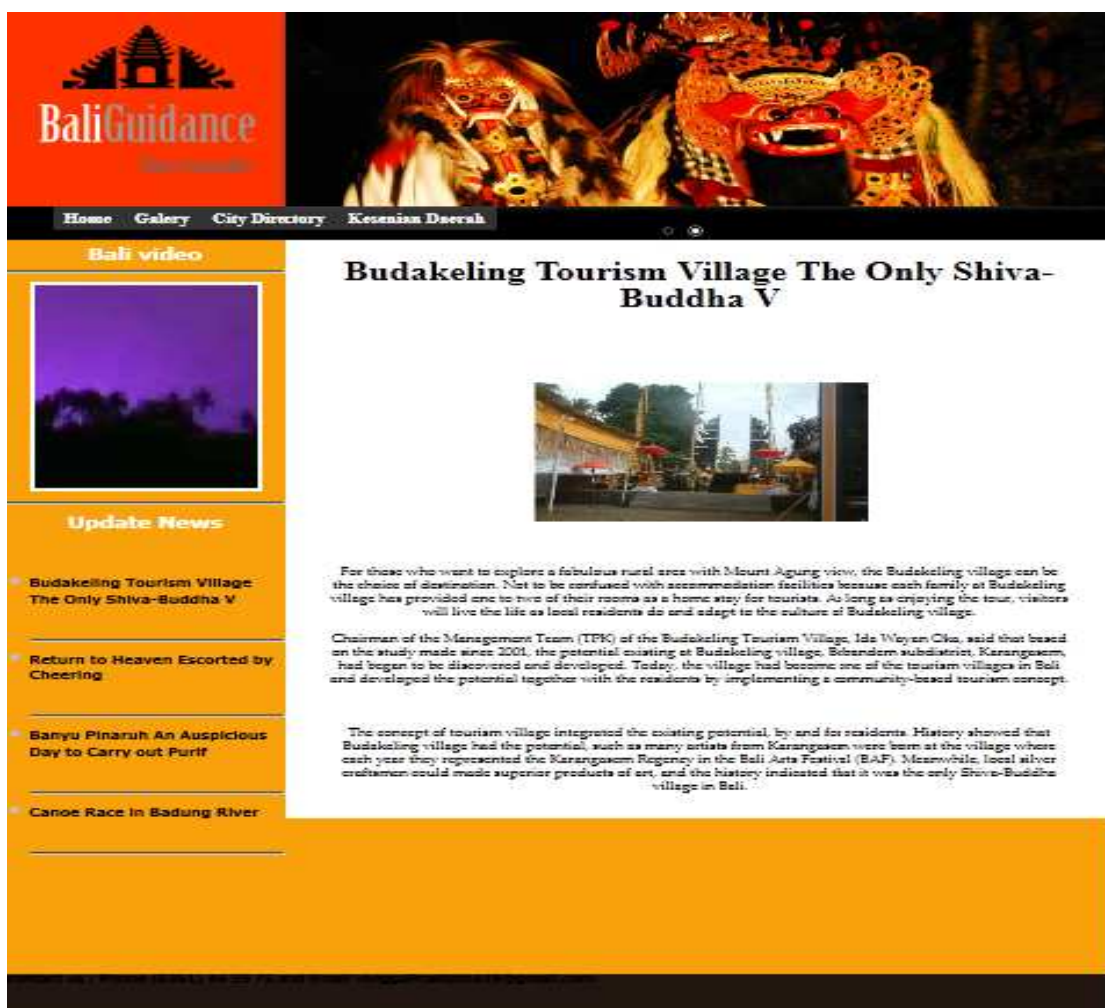 BaliGuidance
Home Galery City Directory Kesenian Daerah
Bali video
Update News
Budakeling Tourism Village
The Only Shiva-Buddha V
Return to Heaven Escorted by
Cheering
Banyu Pinaruh An Auspicious
Day to Carry out Purif
Canoe Race in Badung River
Budakeling Tourism Village The Only Shiva-
Buddha V
For those who want to explore a fabulous rural area with Mount Agung view, the Budakeling village can be
the choice of destination. Not to be confused with accommodation facilities because each family at Budakeling
village has provided one to two of their rooms as a home stay for tourists. As long as enjoying the tour, visitors
will live the life as local residents do and adapt to the culture of Budakeling village.
Chairman of the Management Team (TPK) of the Budakeling Tourism Village, Ida Wayan Oka, said that based
on the study made since 2001, the potential existing at Budakeling village, Bebandem subdistrict, Karangasem,
had began to be discovered and developed. Today, the village had become one of the tourism villages in Bali
and developed the potential together with the residents by implementing a community-based tourism concept.
The concept of tourism village integrated the existing potential, by and for residents. History showed that
Budakeling village had the potential, such as many artists from Karangasem were born at the village where
each year they represented the Karangasem Regency in the Bali Arts Festival (BAF). Meanwhile, local silver
craftsmen could made superior products of art, and the history indicated that it was the only Shiva-Buddha
village in Bali.